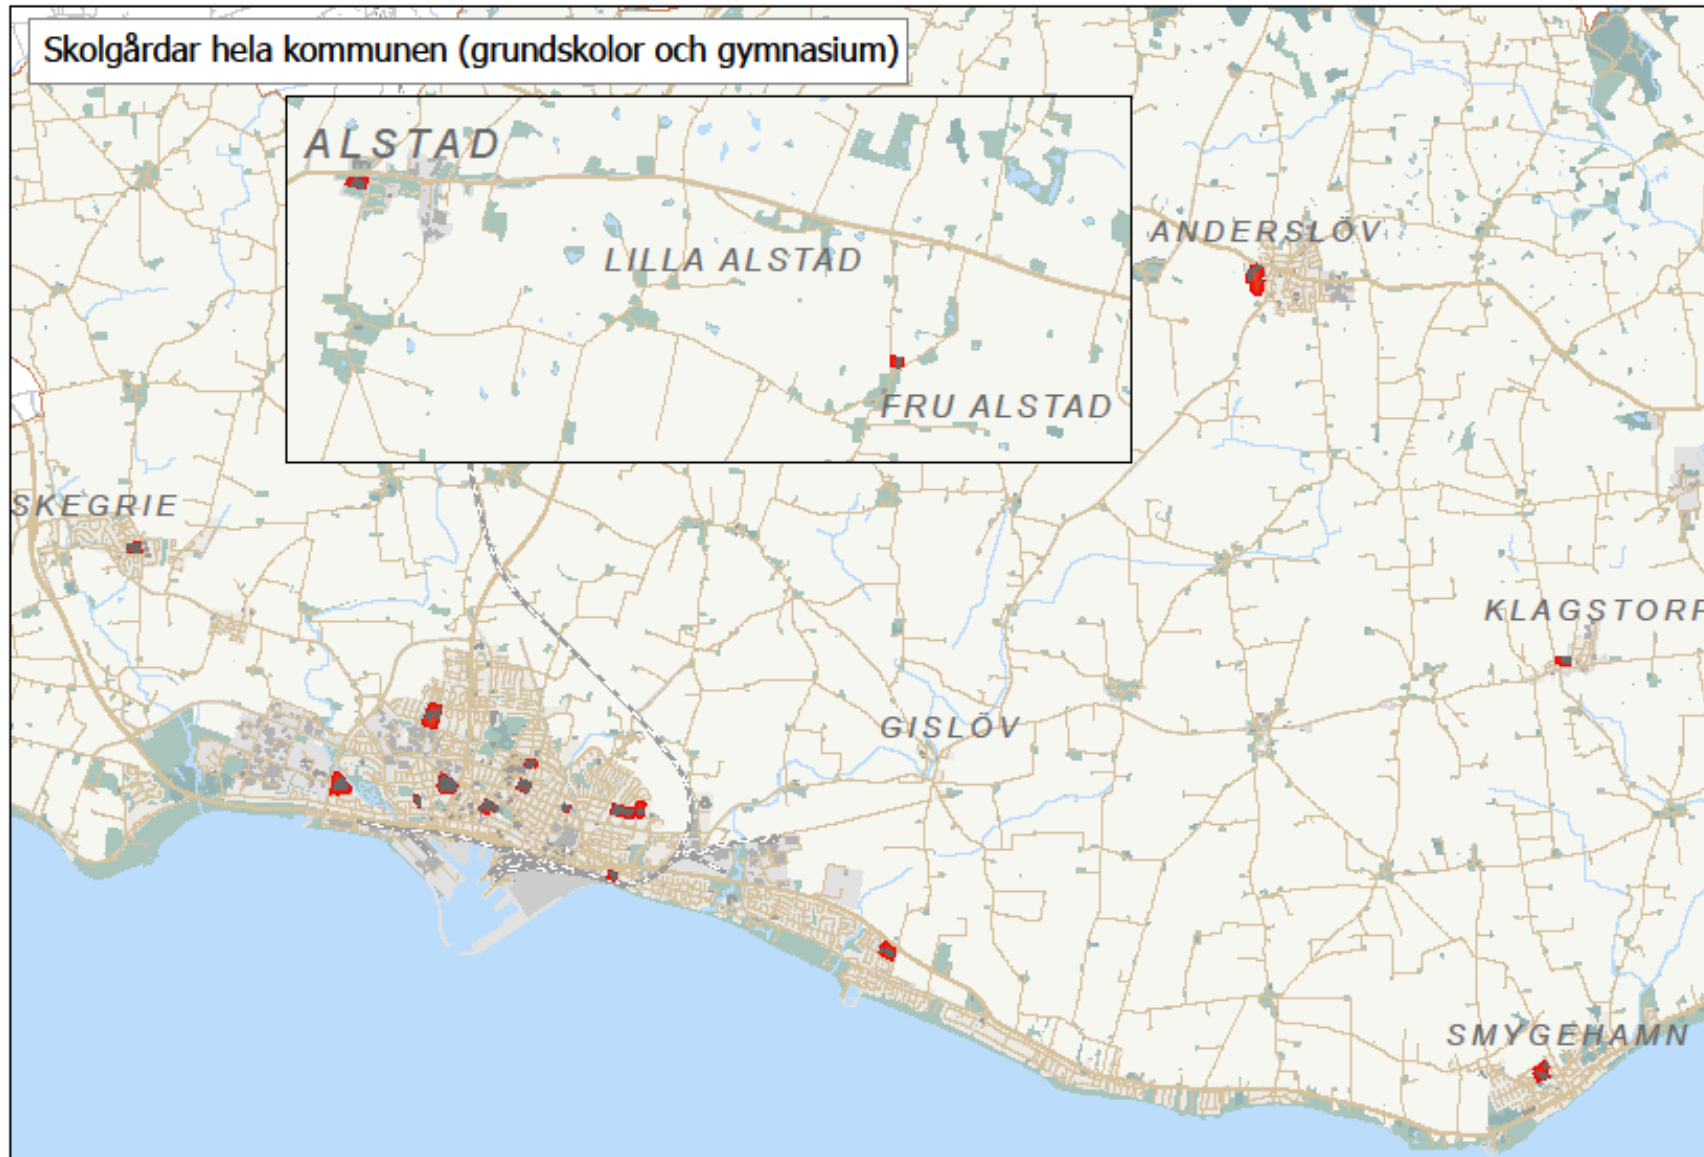 Skolgårdar hela kommunen (grundskolor och gymnasium)
ALSTAD
ANDERSLÖV
LILLA ALSTAD
FRU ALSTAD
SKEGRIE
KLAGSTORP
GISLÖV
SMYGEHAMN